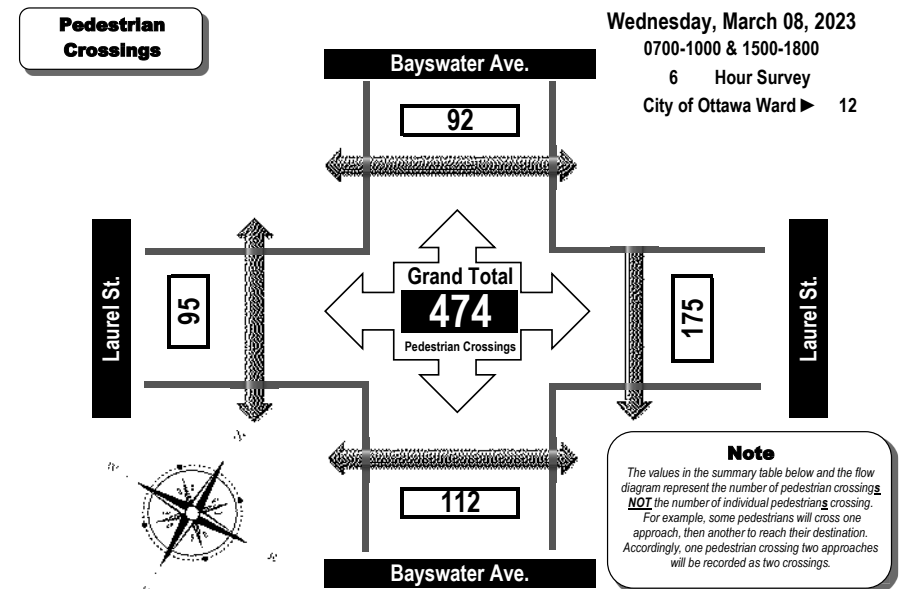 Pedestrian
Crossings
Wednesday, March 08, 2023
0700-1000 & 1500-1800
6 Hour Survey
City of Ottawa Ward ► 12
Bayswater Ave.
92
Laurel St.
95
Grand Total
474
Pedestrian Crossings
175
Laurel St.
112
Bayswater Ave.
Note
The values in the summary table below and the flow
diagram represent the number of pedestrian crossings
NOT the number of individual pedestrians crossing.
For example, some pedestrians will cross one
approach, then another to reach their destination.
Accordingly, one pedestrian crossing two approaches
will be recorded as two crossings.